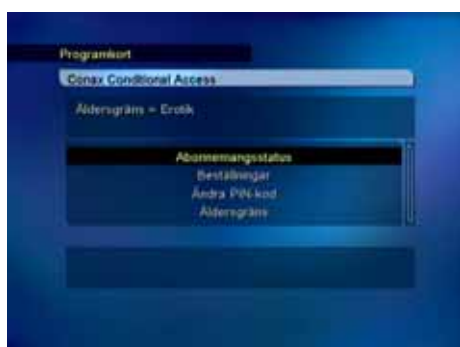 Programkort
Conax Conditional Access
Åldersgräns = Erotik
Abonnemangsstatus
Beställningar
Ändra PIN-kod
Åldersgräns